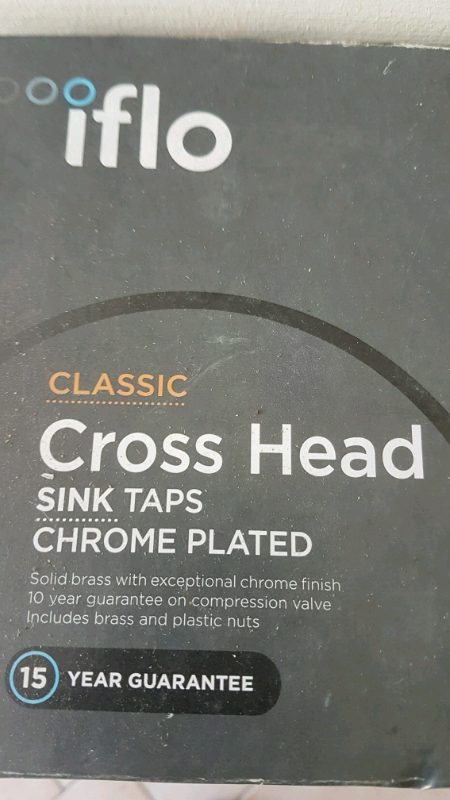 iflo
CLASSIC
Cross Head
SINK TAPS
CHROME PLATED
Solid brass with exceptional chrome finish
10 year guarantee on compression valve
Includes brass and plastic nuts
15 YEAR GUARANTEE